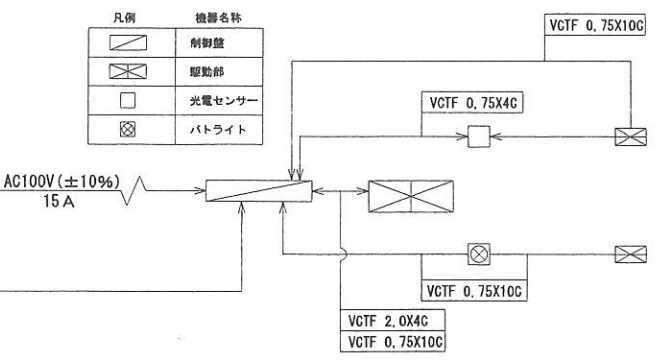 凡例 機器名称
制御盤
駆動部
光電センサー
パトライト
VCTF 0.75X10C
VCTF 0.75X4C
AC100V(±10%)
15A
VCTF 0.75X10C
VCTF 2.0X4C
VCTF 0.75X10C